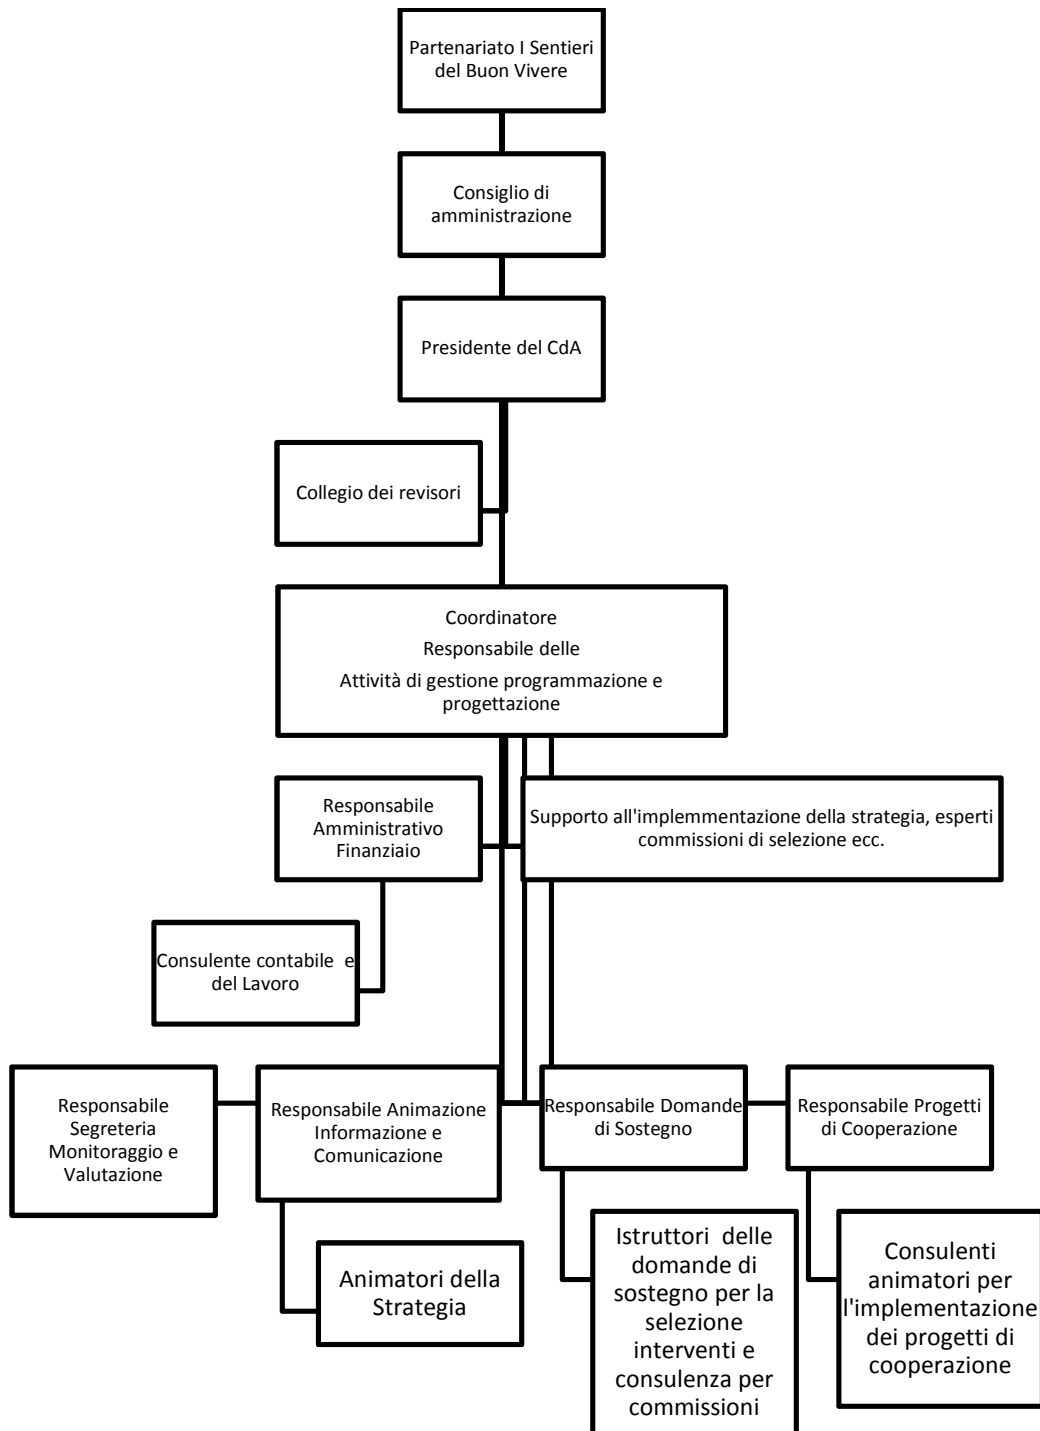 Partenariato I Sentieri
del Buon Vivere
Consiglio di
amministrazione
Presidente del CdA
Collegio dei revisori
Coordinatore
Responsabile delle
Attività di gestione programmazione e
progettazione
Responsabile
Amministrativo
Finanziaio
Supporto all'implemmentazione della strategia, esperti
commissioni di selezione ecc.
Consulente contabile e
del Lavoro
Responsabile
Segreteria
Monitoraggio e
Valutazione
Responsabile Animazione
Informazione e
Comunicazione
Responsabile Domande
di Sostegno
Responsabile Progetti
di Cooperazione
Animatori della
Strategia
Istruttori delle
domande di
sostegno per la
selezione
interventi e
consulenza per
commissioni
Consulenti
animatori per
l'implementazione
dei progetti di
cooperazione